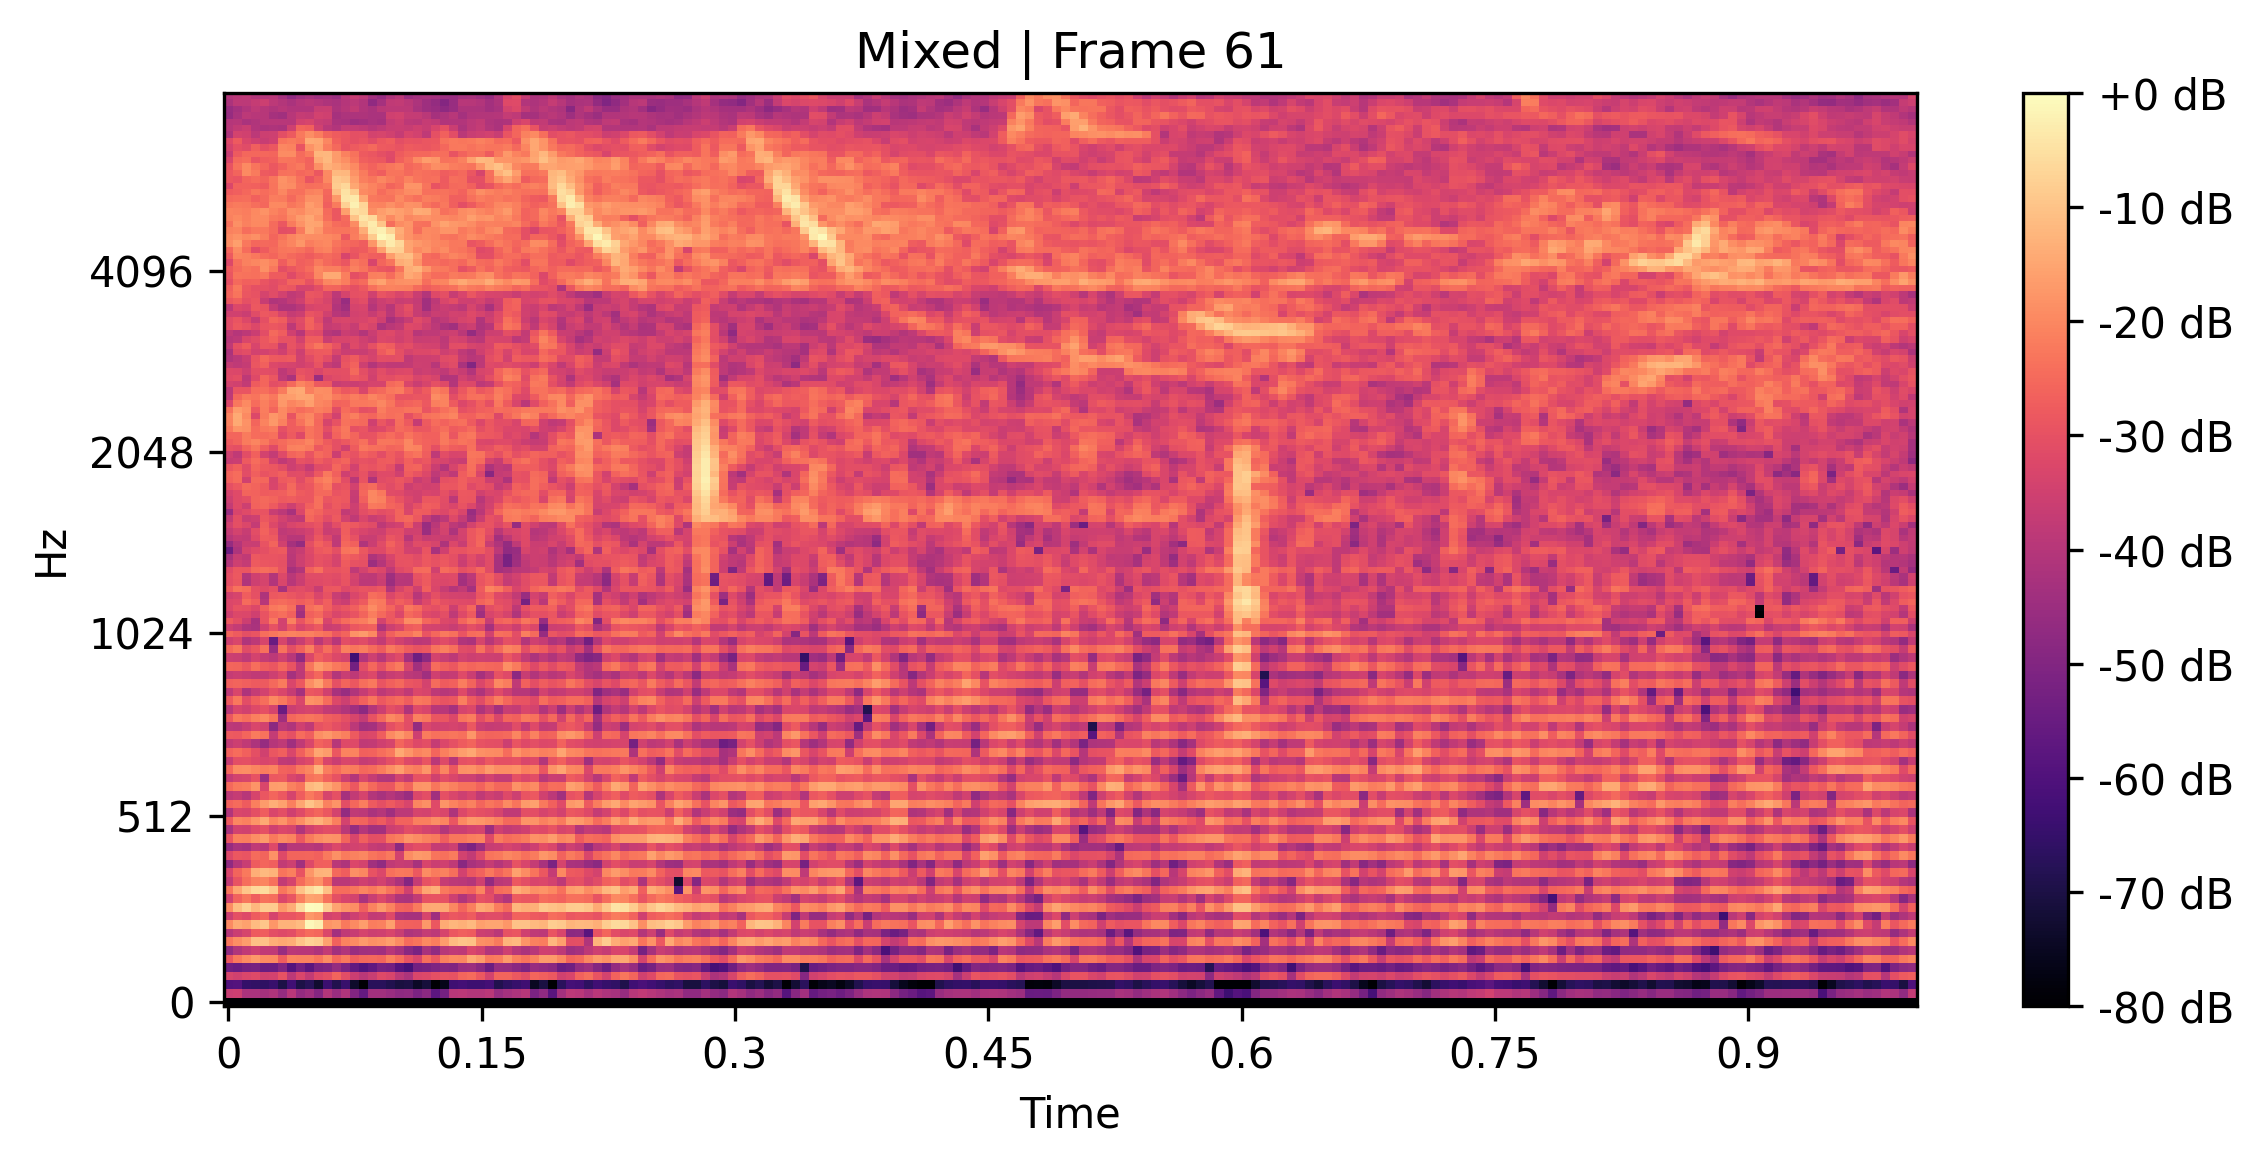 Mixed | Frame 61
Hz
4096
2048
1024
512
0
0 0.15 0.3 0.45 0.6 0.75 0.9
Time
+0 dB
-10 dB
-20 dB
-30 dB
-40 dB
-50 dB
-60 dB
-70 dB
-80 dB